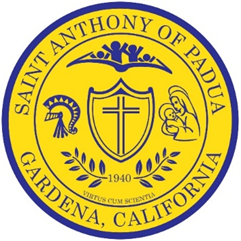 SAINT ANTHONY OF PADUA
1940
VIRTUS CUM SCIENTIA
GARDENA, CALIFORNIA